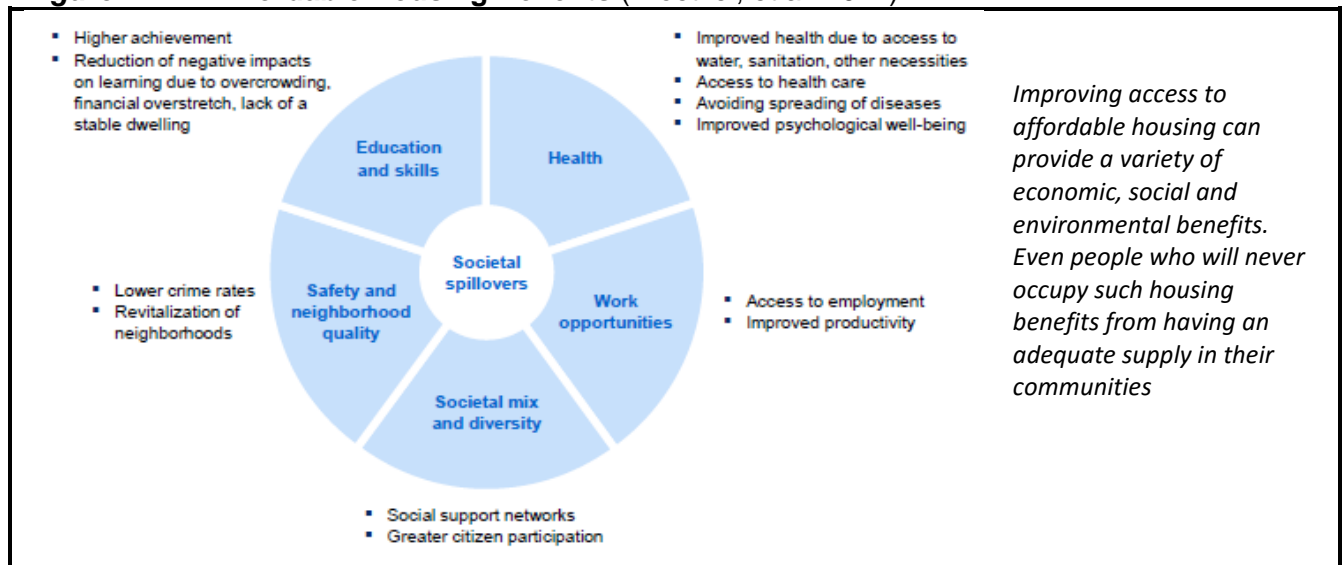 ▪ Higher achievement
▪ Reduction of negative impacts
on learning due to overcrowding,
financial overstretch, lack of a
stable dwelling
▪ Improved health due to access to
water, sanitation, other necessities
▪ Access to health care
▪ Avoiding spreading of diseases
▪ Improved psychological well-being
Education
and skills
Health
Societal
spillovers
Safety and
neighborhood
quality
Work
opportunities
Societal mix
and diversity
▪ Lower crime rates
▪ Revitalization of
neighborhoods
▪ Access to employment
▪ Improved productivity
▪ Social support networks
▪ Greater citizen participation
Improving access to
affordable housing can
provide a variety of
economic, social and
environmental benefits.
Even people who will never
occupy such housing
benefits from having an
adequate supply in their
communities